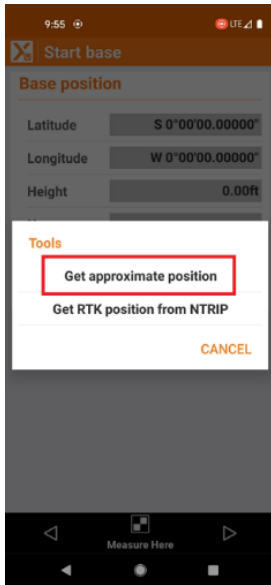 9:55
LTE
Start base
Base position
Latitude S 0°00'00.00000"
Longitude W 0°00'00.00000"
Height 0.00ft
Tools
Get approximate position
Get RTK position from NTRIP
CANCEL
Measure Here